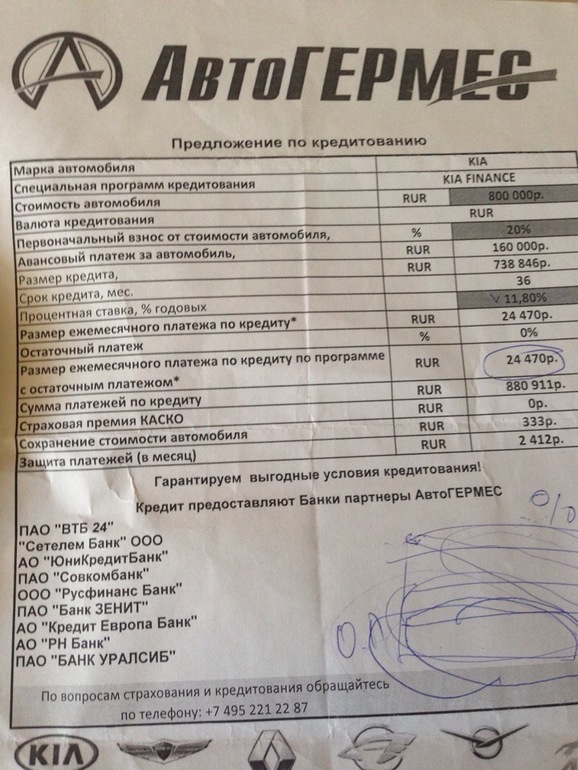 АвтоГЕРМЕС
Предложение по кредитованию
Марка автомобиля KIA
Специальная программ кредитования KIA FINANCE
Стоимость автомобиля RUR 800 000р.
Валюта кредитования RUR
Первоначальный взнос от стоимости автомобиля, % 20%
Авансовый платеж за автомобиль, RUR 160 000р.
Размер кредита, RUR 738 846р.
Срок кредита, мес. 36
Процентная ставка, % годовых 11,80%
Размер ежемесячного платежа по кредиту* RUR 24 470р.
Остаточный платеж % 0%
Размер ежемесячного платежа по кредиту по программе
с остаточным платежом* RUR 24 470р.
Сумма платежей по кредиту RUR 880 911р.
Страховая премия КАСКО RUR 0р.
Сохранение стоимости автомобиля RUR 333р.
Защита платежей (в месяц) RUR 2 412р.
Гарантируем выгодные условия кредитования!
Кредит предоставляют Банки партнеры АвтоГЕРМЕС
ПАО "ВТБ 24"
"Сетелем Банк" ООО
АО "ЮниКредитБанк"
ПАО "Совкомбанк"
ООО "Русфинанс Банк"
ПАО "Банк ЗЕНИТ"
АО "Кредит Европа Банк"
АО "РН Банк"
ПАО "БАНК УРАЛСИБ"
По вопросам страхования и кредитования обращайтесь
по телефону: +7 495 221 22 87
KIA